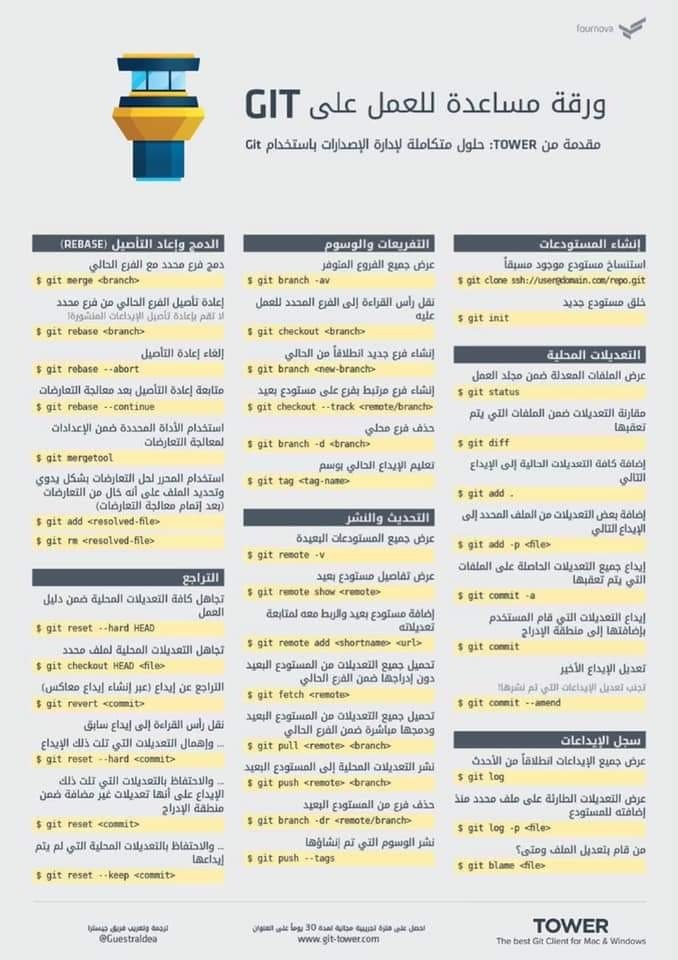 fournova
ورقة مساعدة للعمل على GIT
مقدمة من TOWER: حلول متكاملة لإدارة الإصدارات باستخدام Git
إنشاء المستودعات
استنساخ مستودع موجود مسبقاً
$ git clone ssh://user@domain.com/repo.git
خلق مستودع جديد
$ git init
التعديلات المحلية
عرض الملفات المعدلة ضمن مجلد العمل
$ git status
مقارنة التعديلات ضمن الملفات التي يتم
تعقبها
$ git diff
إضافة كافة التعديلات الحالية إلى الإيداع
التالي
$ git add .
إضافة بعض التعديلات من الملف المحدد إلى
الإيداع التالي
$ git add -p <file>
إيداع جميع التعديلات الحاصلة على الملفات
التي يتم تعقبها
$ git commit -a
إيداع التعديلات التي قام المستخدم
بإضافتها إلى منطقة الإدراج
$ git commit
تعديل الإيداع الأخير
تجنب تعديل الإيداعات التي تم نشرها!
$ git commit --amend
سجل الإيداعات
عرض جميع الإيداعات انطلاقاً من الأحدث
$ git log
عرض التعديلات الطارئة على ملف محدد منذ
إضافته للمستودع
$ git log -p <file>
من قام بتعديل الملف ومتى؟
$ git blame <file>
التفريعات والوسوم
عرض جميع الفروع المتوفر
$ git branch -av
نقل رأس القراءة إلى الفرع المحدد للعمل
عليه
$ git checkout <branch>
إنشاء فرع جديد انطلاقاً من الحالي
$ git branch <new-branch>
إنشاء فرع مرتبط بفرع على مستودع بعيد
$ git checkout --track <remote/branch>
حذف فرع محلي
$ git branch -d <branch>
تعليم الإيداع الحالي بوسم
$ git tag <tag-name>
التحديث والنشر
عرض جميع المستودعات البعيدة
$ git remote -v
عرض تفاصيل مستودع بعيد
$ git remote show <remote>
إضافة مستودع بعيد والربط معه لمتابعة
تعديلاته
$ git remote add <shortname> <url>
تحميل جميع التعديلات من المستودع البعيد
دون إدراجها ضمن الفرع الحالي
$ git fetch <remote>
تحميل جميع التعديلات من المستودع البعيد
ودمجها مباشرة ضمن الفرع الحالي
$ git pull <remote> <branch>
نشر التعديلات المحلية إلى المستودع البعيد
$ git push <remote> <branch>
حذف فرع من المستودع البعيد
$ git branch -dr <remote/branch>
نشر الوسوم التي تم إنشاؤها
$ git push --tags
الدمج وإعاد التأصيل (REBASE)
دمج فرع محدد مع الفرع الحالي
$ git merge <branch>
إعادة تأصيل الفرع الحالي من فرع محدد
لا تقم بإعادة تأصيل الإيداعات المنشورة!
$ git rebase <branch>
إلغاء إعادة التأصيل
$ git rebase --abort
متابعة إعادة التأصيل بعد معالجة التعارضات
$ git rebase --continue
استخدام الأداة المحددة ضمن الإعدادات
لمعالجة التعارضات
$ git mergetool
استخدام المحرر لحل التعارضات بشكل يدوي
وتحديد الملف على أنه خال من التعارضات
(بعد إتمام معالجة التعارضات)
$ git add <resolved-file>
$ git rm <resolved-file>
التراجع
تجاهل كافة التعديلات المحلية ضمن دليل
العمل
$ git reset --hard HEAD
تجاهل التعديلات المحلية لملف محدد
$ git checkout HEAD <file>
التراجع عن إيداع (عبر إنشاء إيداع معاكس)
$ git revert <commit>
نقل رأس القراءة إلى إيداع سابق
... وإهمال التعديلات التي تلت ذلك الإيداع
$ git reset --hard <commit>
... والاحتفاظ بالتعديلات التي تلت ذلك
الإيداع على أنها تعديلات غير مضافة ضمن
منطقة الإدراج
$ git reset <commit>
... والاحتفاظ بالتعديلات المحلية التي لم يتم
إيداعها
$ git reset --keep <commit>
TOWER
The best Git Client for Mac & Windows
احصل على فترة تجريبية مجانية لمدة 30 يوماً على العنوان
www.git-tower.com
ترجمة وتعريب فريق جيسترا
@GuestraIdea